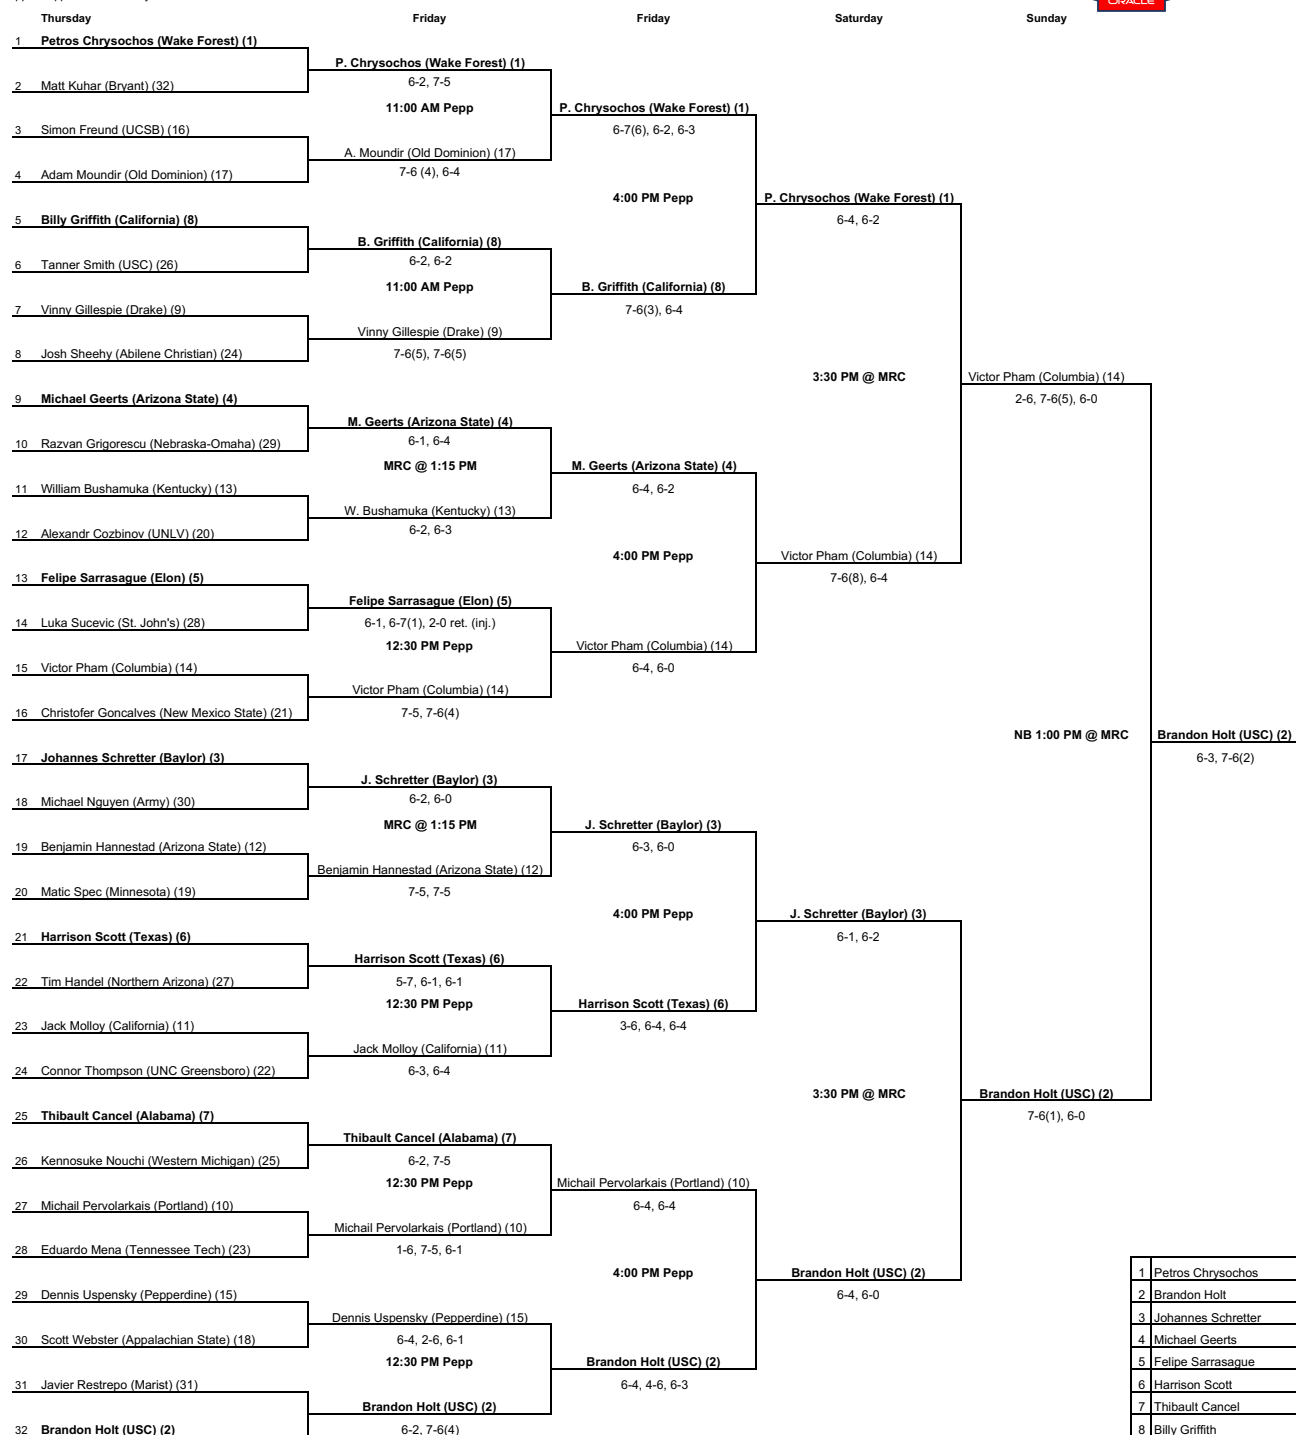 ORACLE
Thursday Friday Friday Saturday Sunday
1 Petros Chrysochos (Wake Forest) (1)
P. Chrysochos (Wake Forest) (1)
6-2, 7-5
2 Matt Kuhar (Bryant) (32)
11:00 AM Pepp P. Chrysochos (Wake Forest) (1)
3 Simon Freund (UCSB) (16) 6-7(6), 6-2, 6-3
A. Moundir (Old Dominion) (17)
4 Adam Moundir (Old Dominion) (17) 7-6 (4), 6-4
4:00 PM Pepp P. Chrysochos (Wake Forest) (1)
5 Billy Griffith (California) (8) 6-4, 6-2
B. Griffith (California) (8)
6 Tanner Smith (USC) (26) 6-2, 6-2
11:00 AM Pepp B. Griffith (California) (8)
7 Vinny Gillespie (Drake) (9) 7-6(3), 6-4
Vinny Gillespie (Drake) (9)
8 Josh Sheehy (Abilene Christian) (24) 7-6(5), 7-6(5)
3:30 PM @ MRC Victor Pham (Columbia) (14)
9 Michael Geerts (Arizona State) (4) 2-6, 7-6(5), 6-0
M. Geerts (Arizona State) (4)
10 Razvan Grigorescu (Nebraska-Omaha) (29) 6-1, 6-4
MRC @ 1:15 PM M. Geerts (Arizona State) (4)
11 William Bushamuka (Kentucky) (13) 6-4, 6-2
W. Bushamuka (Kentucky) (13)
12 Alexandr Cozbinov (UNLV) (20) 6-2, 6-3
4:00 PM Pepp Victor Pham (Columbia) (14)
13 Felipe Sarrasague (Elon) (5) 7-6(8), 6-4
Felipe Sarrasague (Elon) (5)
14 Luka Sucevic (St. John's) (28) 6-1, 6-7(1), 2-0 ret. (inj.)
12:30 PM Pepp Victor Pham (Columbia) (14)
15 Victor Pham (Columbia) (14) 6-4, 6-0
Victor Pham (Columbia) (14)
16 Christofer Goncalves (New Mexico State) (21) 7-5, 7-6(4)
NB 1:00 PM @ MRC Brandon Holt (USC) (2)
17 Johannes Schretter (Baylor) (3) 6-3, 7-6(2)
J. Schretter (Baylor) (3)
18 Michael Nguyen (Army) (30) 6-2, 6-0
MRC @ 1:15 PM J. Schretter (Baylor) (3)
19 Benjamin Hannestad (Arizona State) (12) 6-3, 6-0
Benjamin Hannestad (Arizona State) (12)
20 Matic Spec (Minnesota) (19) 7-5, 7-5
4:00 PM Pepp J. Schretter (Baylor) (3)
21 Harrison Scott (Texas) (6) 6-1, 6-2
Harrison Scott (Texas) (6)
22 Tim Handel (Northern Arizona) (27) 5-7, 6-1, 6-1
12:30 PM Pepp Harrison Scott (Texas) (6)
23 Jack Molloy (California) (11) 3-6, 6-4, 6-4
Jack Molloy (California) (11)
24 Connor Thompson (UNC Greensboro) (22) 6-3, 6-4
3:30 PM @ MRC Brandon Holt (USC) (2)
25 Thibault Cancel (Alabama) (7) 7-6(1), 6-0
Thibault Cancel (Alabama) (7)
26 Kennosuke Nouchi (Western Michigan) (25) 6-2, 7-5
12:30 PM Pepp Michail Pervolarkais (Portland) (10)
27 Michail Pervolarkais (Portland) (10) 6-4, 6-4
Michail Pervolarkais (Portland) (10)
28 Eduardo Mena (Tennessee Tech) (23) 1-6, 7-5, 6-1
4:00 PM Pepp Brandon Holt (USC) (2) 1 Petros Chrysochos
29 Dennis Uspensky (Pepperdine) (15) 6-4, 6-0 2 Brandon Holt
Dennis Uspensky (Pepperdine) (15) 3 Johannes Schretter
30 Scott Webster (Appalachian State) (18) 6-4, 2-6, 6-1 4 Michael Geerts
12:30 PM Pepp Brandon Holt (USC) (2) 5 Felipe Sarrasague
31 Javier Restrepo (Marist) (31) 6-4, 4-6, 6-3 6 Harrison Scott
Brandon Holt (USC) (2) 7 Thibault Cancel
32 Brandon Holt (USC) (2) 6-2, 7-6(4) 8 Billy Griffith